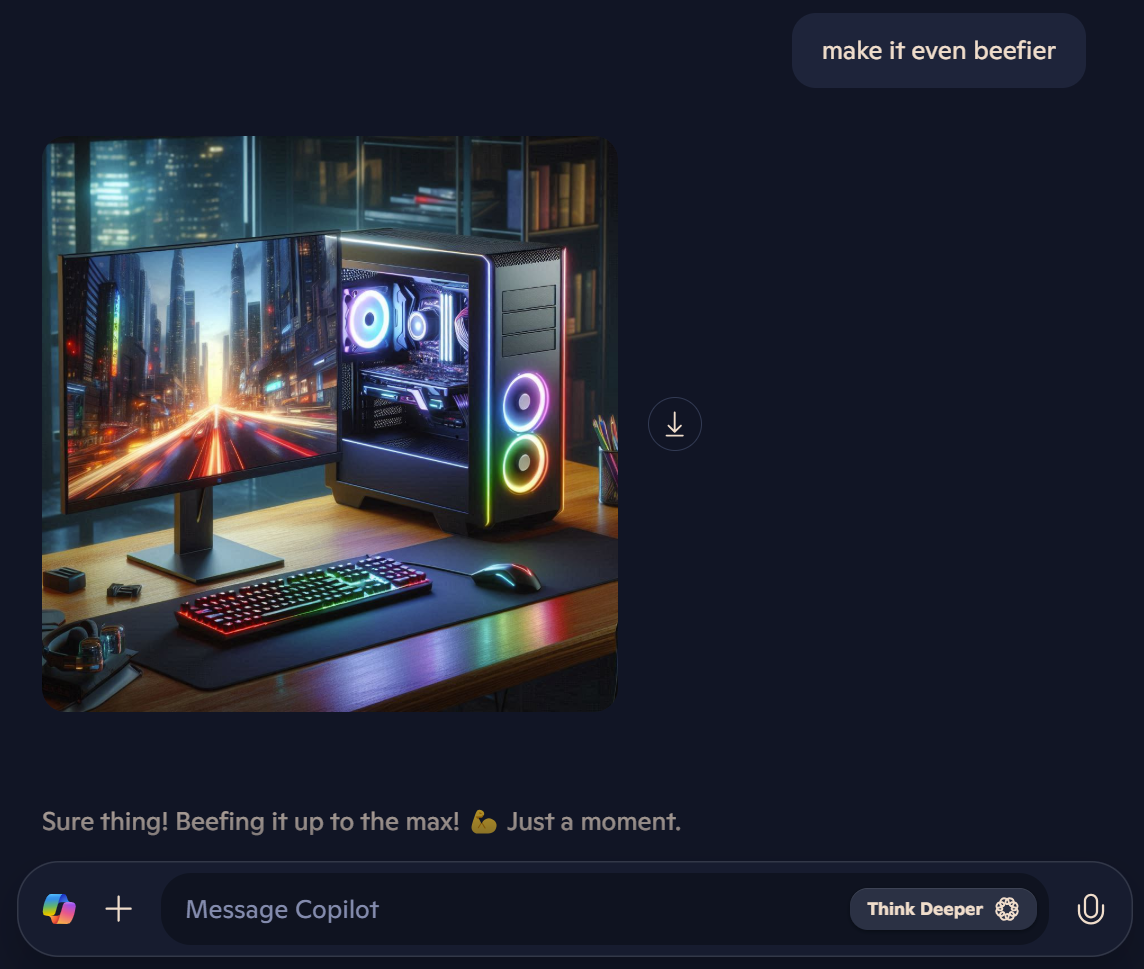 make it even beefier
Sure thing! Beefing it up to the max! 💪 Just a moment.
Message Copilot
Think Deeper